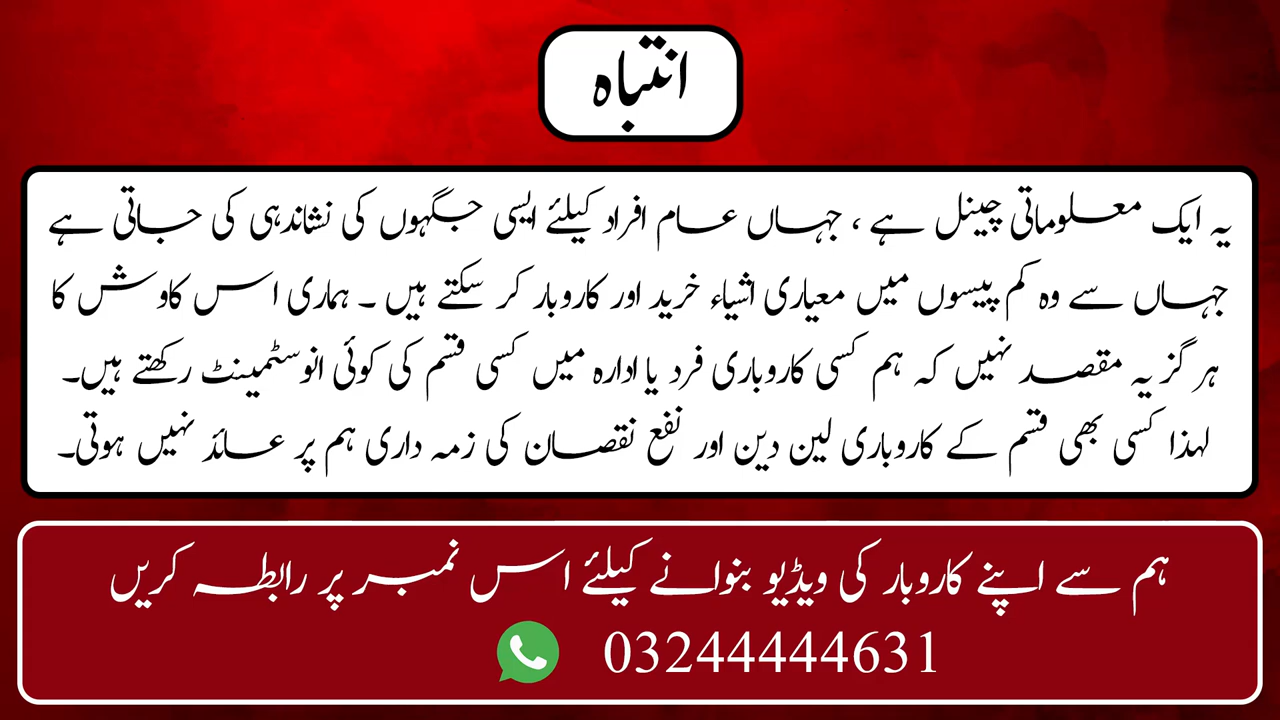 انتباہ
یہ ایک معلوماتی چینل ہے ، جہاں عام افراد کیلئے ایسی جگہوں کی نشاندہی کی جاتی ہے
جہاں سے وہ کم پیسوں میں معیاری اشیاء خرید اور کاروبار کر سکتے ہیں ۔ ہماری اس کاوش کا
ہر گز یہ مقصد نہیں کہ ہم کسی کاروباری فرد یا ادارہ میں کسی قسم کی کوئی انوسٹمینٹ رکھتے ہیں۔
لہذا کسی بھی قسم کے کاروباری لین دین اور نفع نقصان کی زمہ داری ہم پر عائد نہیں ہوتی۔
ہم سے اپنے کاروبار کی ویڈیو بنوانے کیلئے اس نمبر پر رابطہ کریں
03244444631